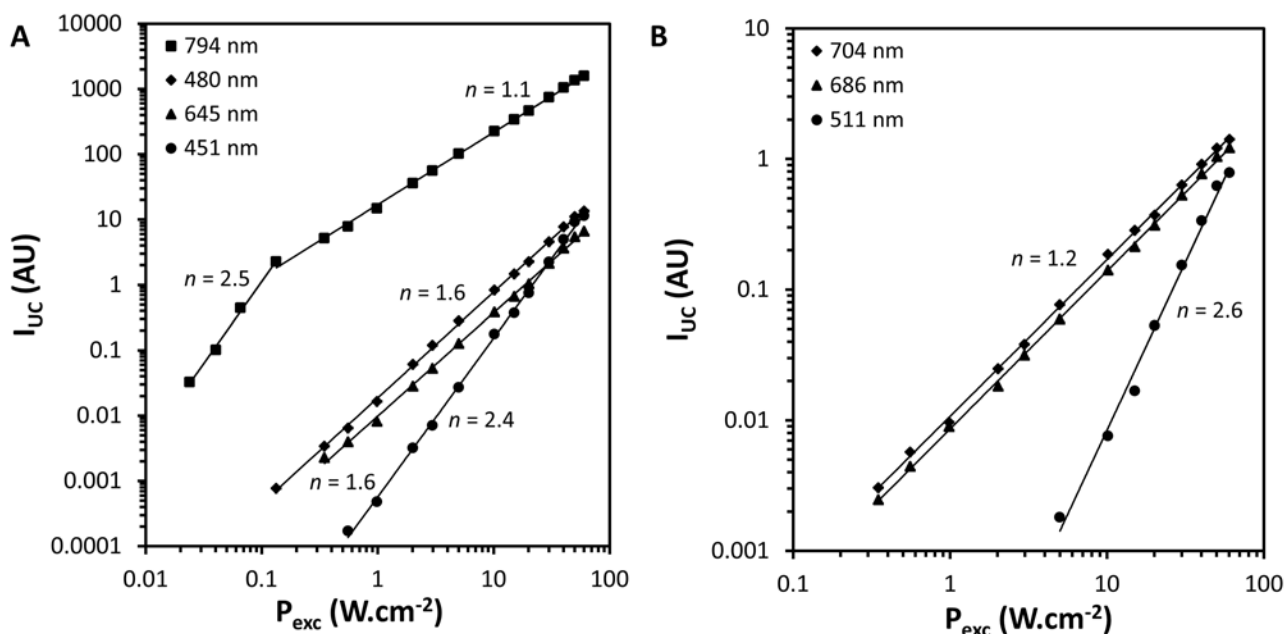 A
794 nm
480 nm
645 nm
451 nm
n = 1.1
n = 2.5
n = 1.6
n = 2.4
n = 1.6
I_UC (AU)
10000
1000
100
10
1
0.1
0.01
0.001
0.0001
0.01
0.1
1
10
100
P_exc (W.cm⁻²)
B
704 nm
686 nm
511 nm
n = 1.2
n = 2.6
I_UC (AU)
10
1
0.1
0.01
0.001
0.1
1
10
100
P_exc (W.cm⁻²)